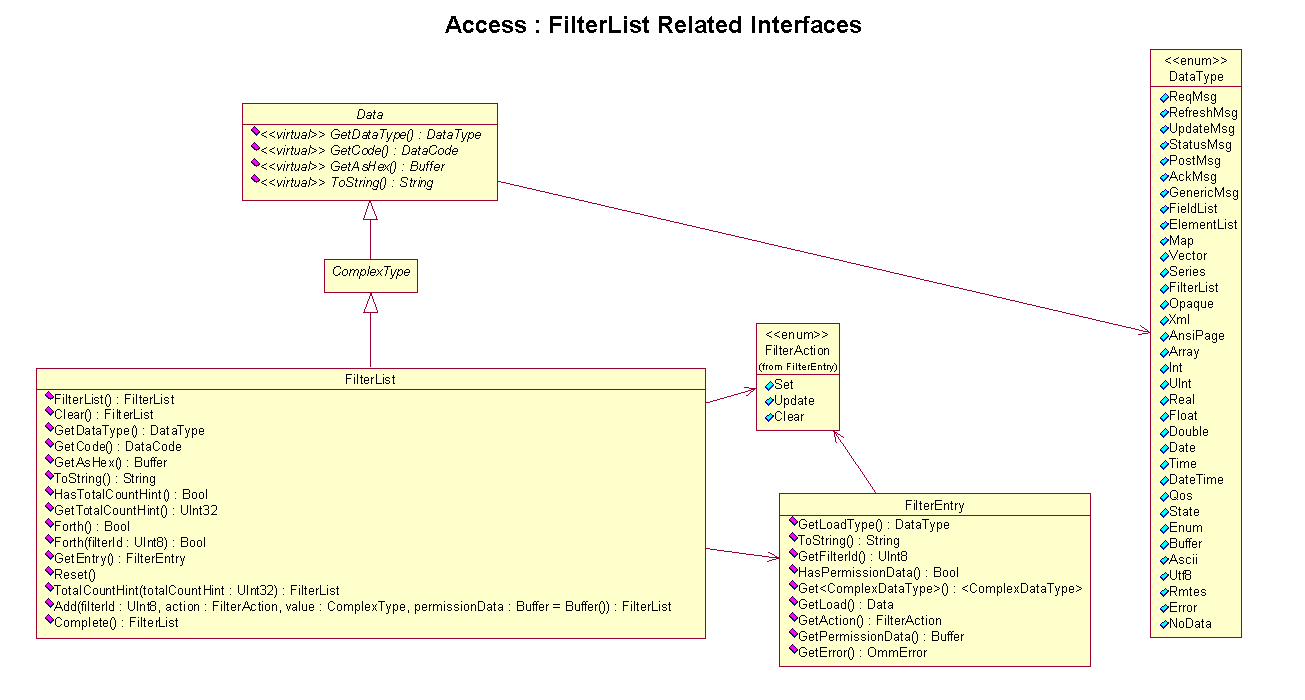 Access : FilterList Related Interfaces
Data
<<virtual>> GetDataType() : DataType
<<virtual>> GetCode() : DataCode
<<virtual>> GetAsHex() : Buffer
<<virtual>> ToString() : String
ComplexType
FilterList
FilterList() : FilterList
Clear() : FilterList
GetDataType() : DataType
GetCode() : DataCode
GetAsHex() : Buffer
ToString() : String
HasTotalCountHint() : Bool
GetTotalCountHint() : UInt32
Forth() : Bool
Forth(filterId : UInt8) : Bool
GetEntry() : FilterEntry
Reset()
TotalCountHint(totalCountHint : UInt32) : FilterList
Add(filterId : UInt8, action : FilterAction, value : ComplexType, permissionData : Buffer = Buffer()) : FilterList
Complete() : FilterList
<<enum>>
FilterAction
(from FilterEntry)
Set
Update
Clear
FilterEntry
GetLoadType() : DataType
ToString() : String
GetFilterId() : UInt8
HasPermissionData() : Bool
Get<ComplexDataType>() : <ComplexDataType>
GetLoad() : Data
GetAction() : FilterAction
GetPermissionData() : Buffer
GetError() : OmmError
<<enum>>
DataType
ReqMsg
RefreshMsg
UpdateMsg
StatusMsg
PostMsg
AckMsg
GenericMsg
FieldList
ElementList
Map
Vector
Series
FilterList
Opaque
Xml
AnsiPage
Array
Int
UInt
Real
Float
Double
Date
Time
DateTime
Qos
State
Enum
Buffer
Ascii
Utf8
Rmtes
Error
NoData